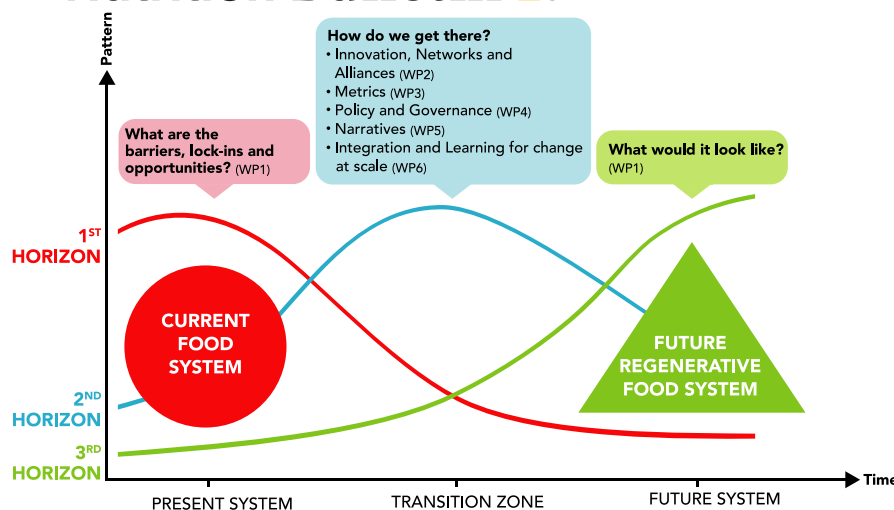 Pattern
How do we get there?
• Innovation, Networks and
Alliances (WP2)
• Metrics (WP3)
• Policy and Governance (WP4)
• Narratives (WP5)
• Integration and Learning for change
at scale (WP6)
What are the
barriers, lock-ins and
opportunities? (WP1)
What would it look like?
(WP1)
1ST
HORIZON
CURRENT
FOOD
SYSTEM
FUTURE
REGENERATIVE
FOOD SYSTEM
2ND
HORIZON
3RD
HORIZON
Time
PRESENT SYSTEM
TRANSITION ZONE
FUTURE SYSTEM